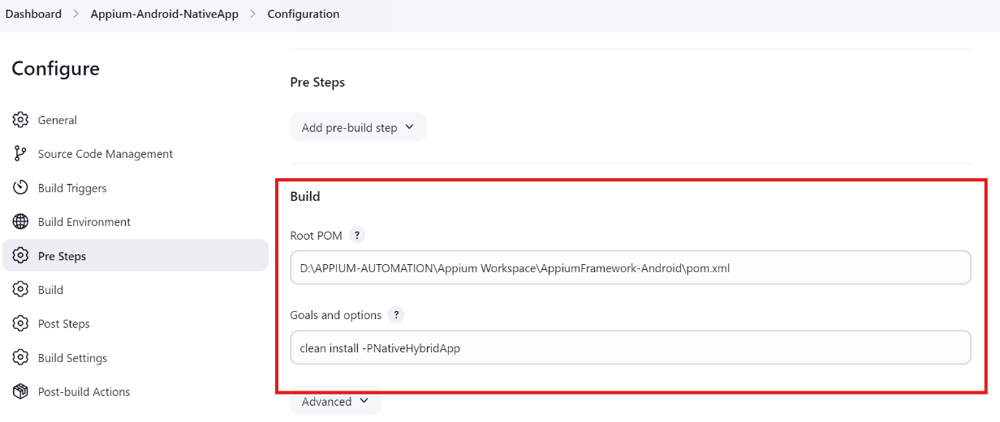 Dashboard > Appium-Android-NativeApp > Configuration
Configure
General
Source Code Management
Build Triggers
Build Environment
Pre Steps
Build
Post Steps
Build Settings
Post-build Actions
Pre Steps
Add pre-build step
Build
Root POM ?
D:\APPIUM-AUTOMATION\Appium Workspace\AppiumFramework-Android\pom.xml
Goals and options ?
clean install -PNativeHybridApp
Advanced